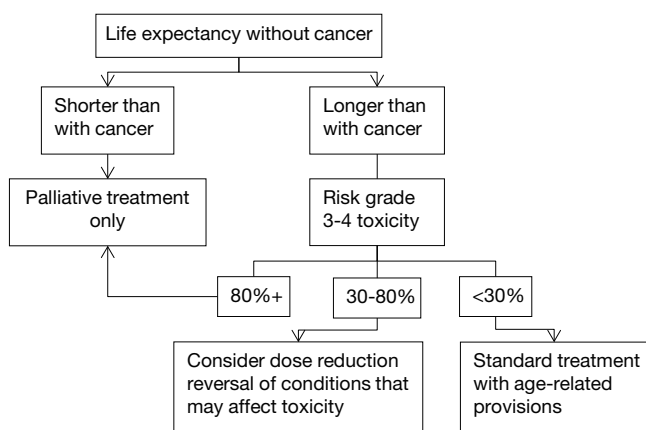 Life expectancy without cancer
Shorter than
with cancer
Longer than
with cancer
Palliative treatment
only
Risk grade
3-4 toxicity
80%+
30-80%
<30%
Consider dose reduction
reversal of conditions that
may affect toxicity
Standard treatment
with age-related
provisions